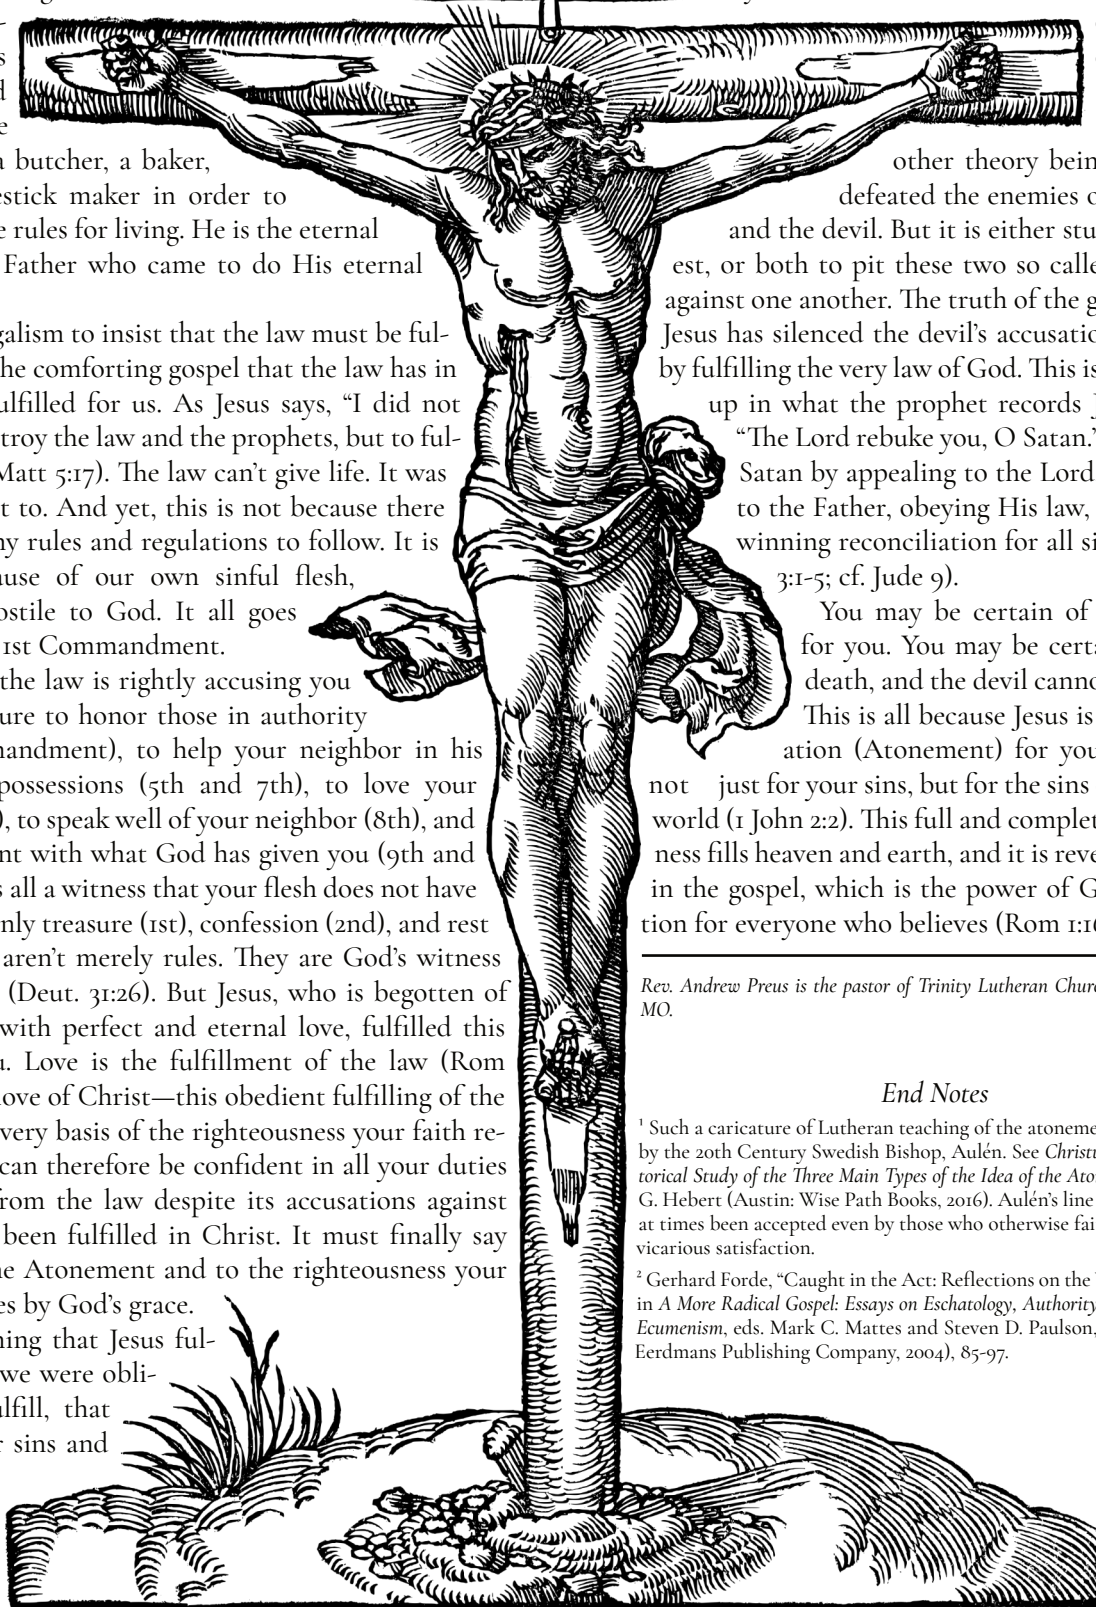 a butcher, a baker,
estick maker in order to
e rules for living. He is the eternal
Father who came to do His eternal
galism to insist that the law must be ful-
he comforting gospel that the law has in
ulfilled for us. As Jesus says, “I did not
troy the law and the prophets, but to ful-
Matt 5:17). The law can’t give life. It was
t to. And yet, this is not because there
ny rules and regulations to follow. It is
ause of our own sinful flesh,
ostile to God. It all goes
1st Commandment.
the law is rightly accusing you
ure to honor those in authority
mandment), to help your neighbor in his
possessions (5th and 7th), to love your
), to speak well of your neighbor (8th), and
nt with what God has given you (9th and
s all a witness that your flesh does not have
nly treasure (1st), confession (2nd), and rest
aren’t merely rules. They are God’s witness
(Deut. 31:26). But Jesus, who is begotten of
with perfect and eternal love, fulfilled this
u. Love is the fulfillment of the law (Rom
love of Christ—this obedient fulfilling of the
very basis of the righteousness your faith re-
can therefore be confident in all your duties
from the law despite its accusations against
been fulfilled in Christ. It must finally say
he Atonement and to the righteousness your
es by God’s grace.
ning that Jesus ful-
we were obli-
ulfill, that
r sins and
other theory bein
defeated the enemies o
and the devil. But it is either stu
est, or both to pit these two so calle
against one another. The truth of the g
Jesus has silenced the devil’s accusatio
by fulfilling the very law of God. This is
up in what the prophet records J
“The Lord rebuke you, O Satan.”
Satan by appealing to the Lord
to the Father, obeying His law,
winning reconciliation for all si
3:1-5; cf. Jude 9).
You may be certain of
for you. You may be certa
death, and the devil canno
This is all because Jesus is
ation (Atonement) for you
not just for your sins, but for the sins
world (1 John 2:2). This full and complet
ness fills heaven and earth, and it is reve
in the gospel, which is the power of G
tion for everyone who believes (Rom 1:16
Rev. Andrew Preus is the pastor of Trinity Lutheran Churc
MO.
End Notes
¹ Such a caricature of Lutheran teaching of the atoneme
by the 20th Century Swedish Bishop, Aulén. See Christu
torical Study of the Three Main Types of the Idea of the Ato
G. Hebert (Austin: Wise Path Books, 2016). Aulén’s line
at times been accepted even by those who otherwise fai
vicarious satisfaction.
² Gerhard Forde, “Caught in the Act: Reflections on the
in A More Radical Gospel: Essays on Eschatology, Authority
Ecumenism, eds. Mark C. Mattes and Steven D. Paulson,
Eerdmans Publishing Company, 2004), 85-97.